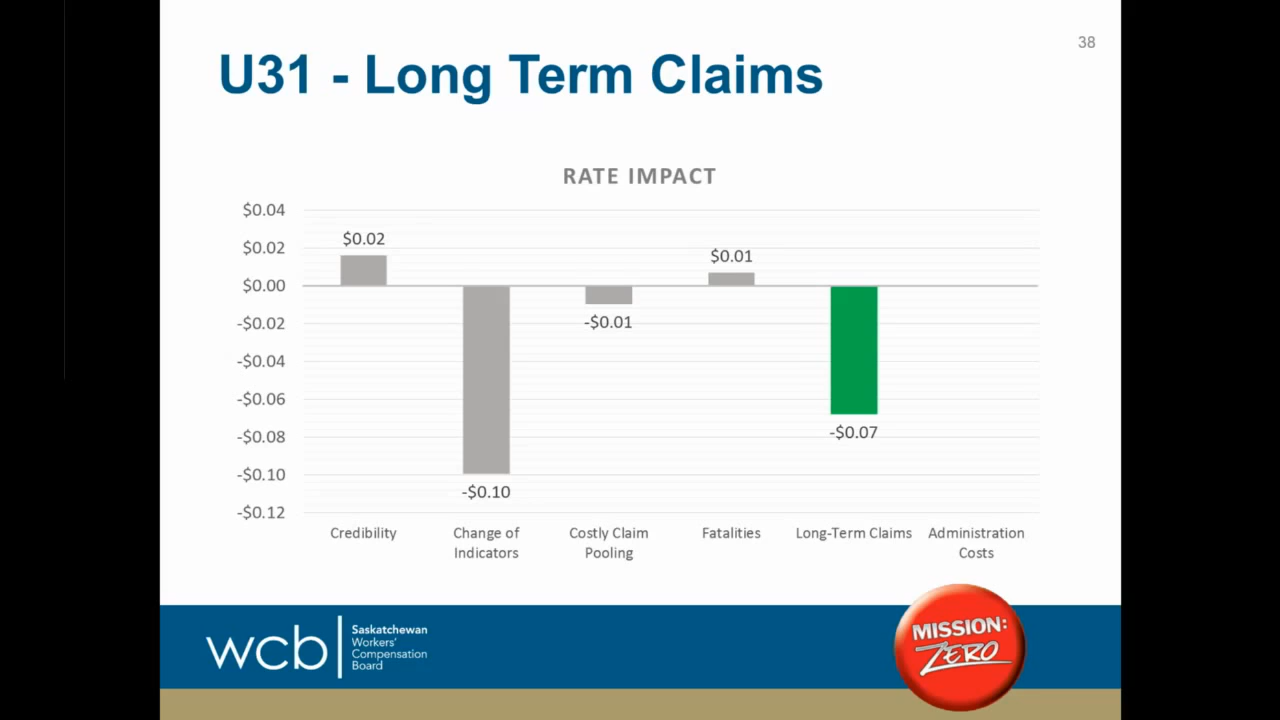 38
U31 - Long Term Claims
RATE IMPACT
$0.04
$0.02
$0.00
-$0.02
-$0.04
-$0.06
-$0.08
-$0.10
-$0.12
$0.02
-$0.10
-$0.01
$0.01
-$0.07
Credibility
Change of
Indicators
Costly Claim
Pooling
Fatalities
Long-Term Claims
Administration
Costs
wcb
Saskatchewan
Workers'
Compensation
Board
MISSION:
ZERO